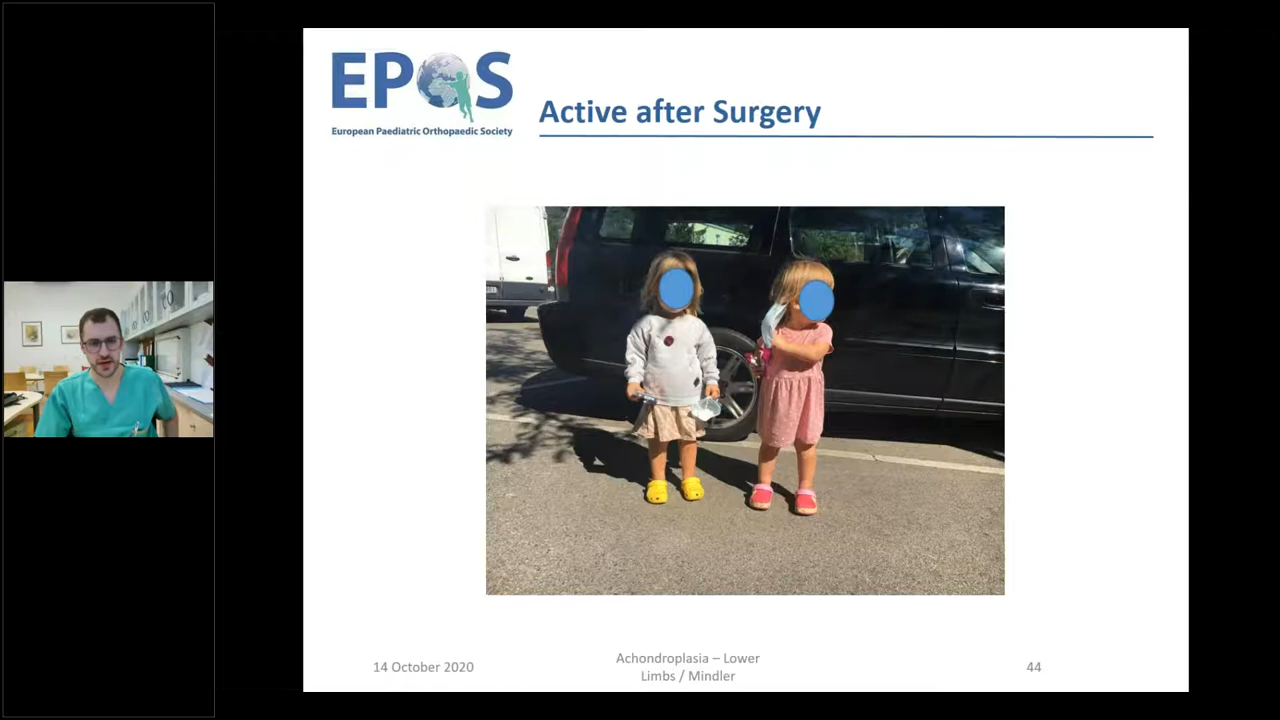 EPOS
European Paediatric Orthopaedic Society
Active after Surgery
14 October 2020
Achondroplasia – Lower
Limbs / Mindler
44